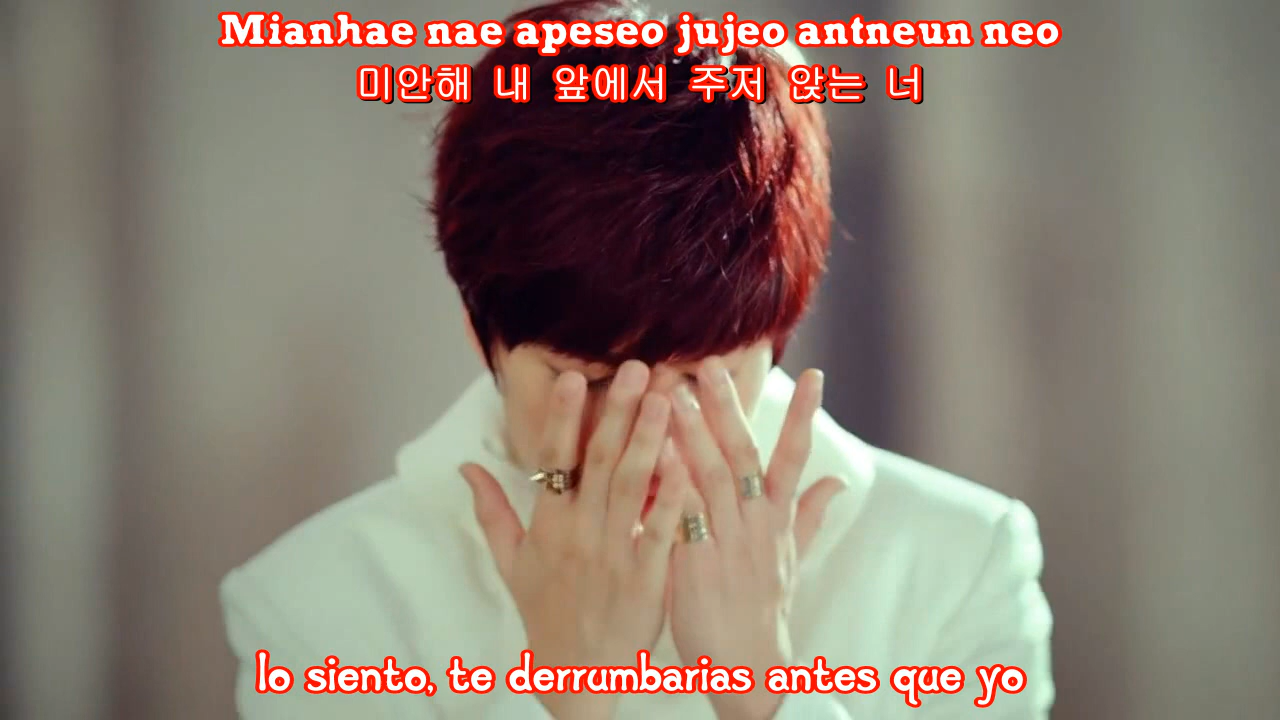 Mianhae nae apeseo jujeo antneun neo
미안해 내 앞에서 주저 앉는 너
lo siento, te derrumbarias antes que yo